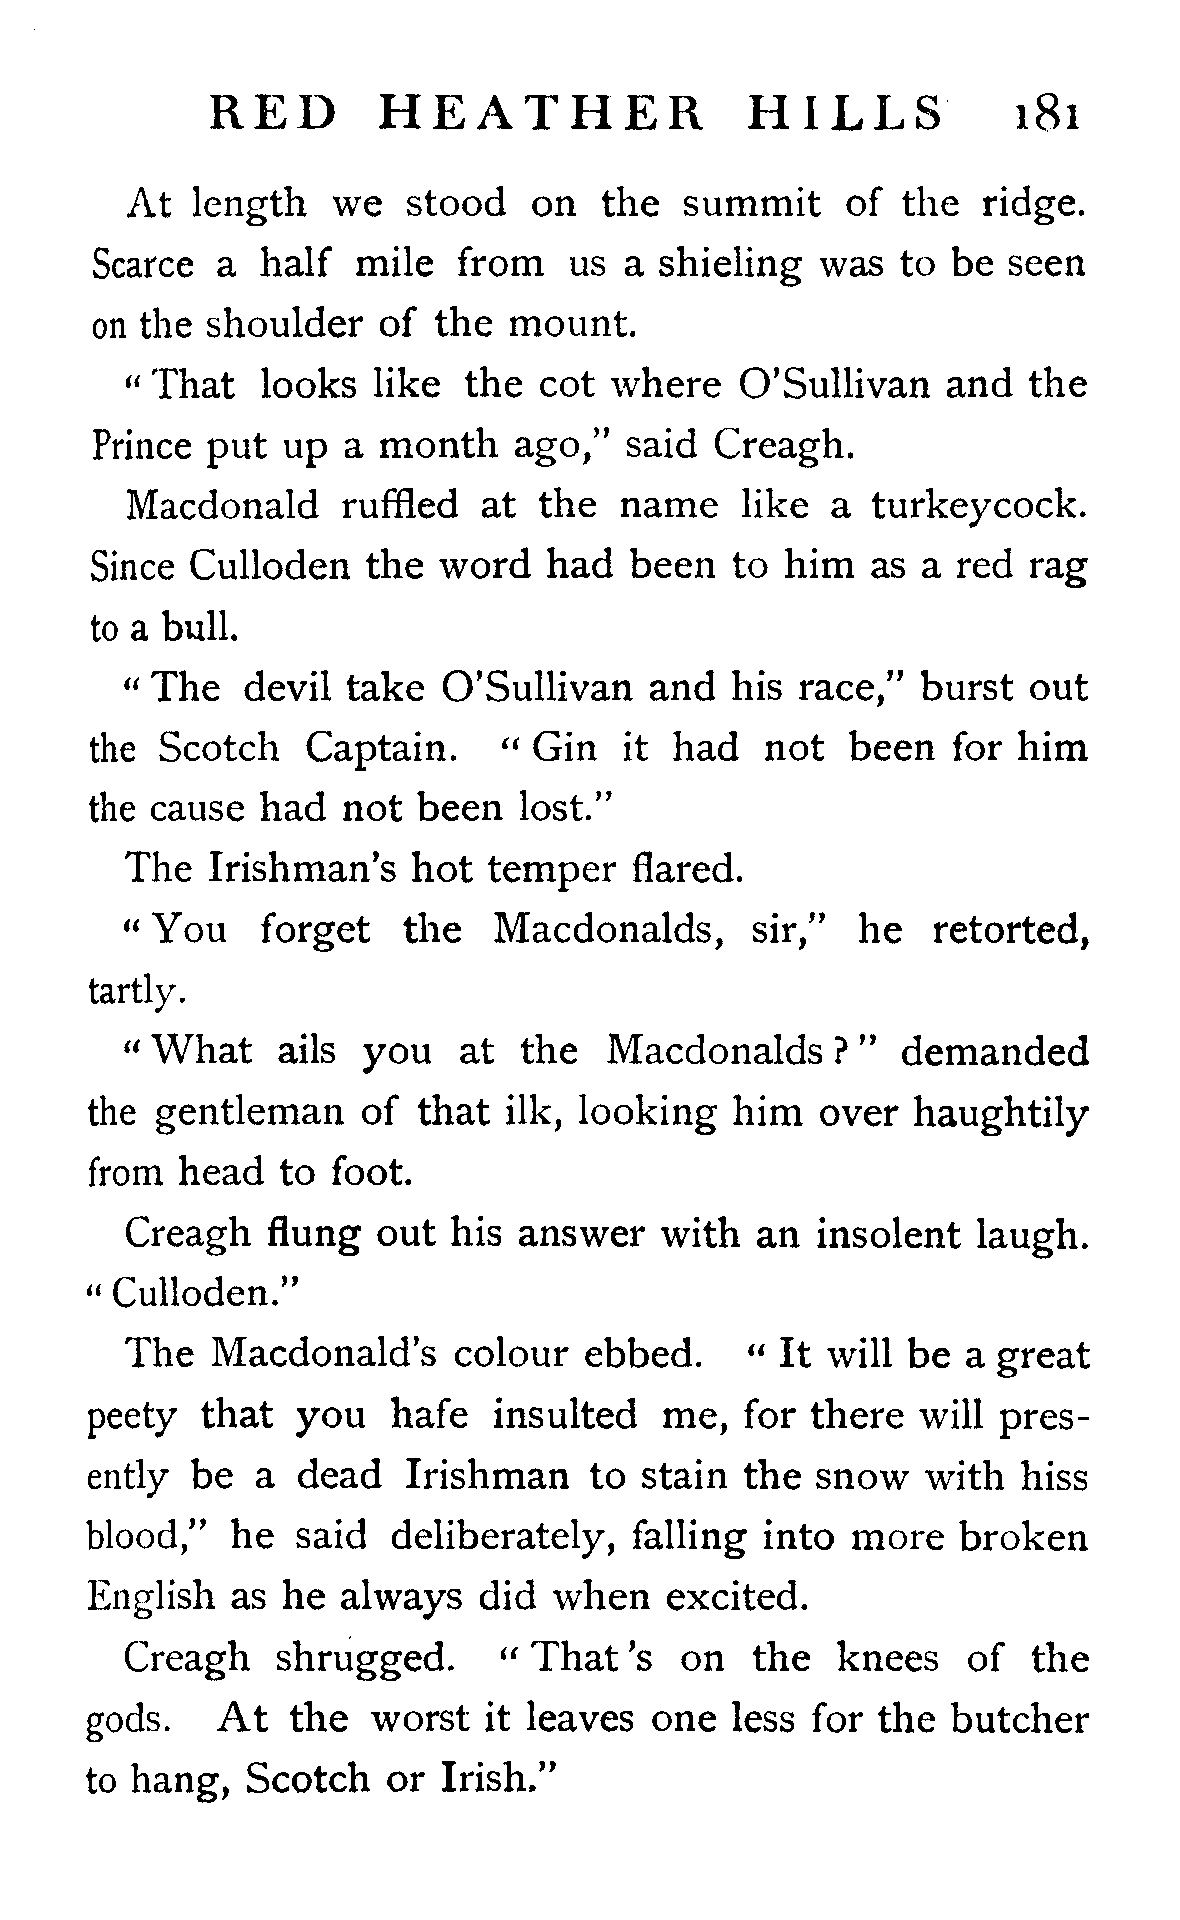 RED HEATHER HILLS 181
At length we stood on the summit of the ridge.
Scarce a half mile from us a shieling was to be seen
on the shoulder of the mount.
"That looks like the cot where O'Sullivan and the
Prince put up a month ago," said Creagh.
Macdonald ruffled at the name like a turkeycock.
Since Culloden the word had been to him as a red rag
to a bull.
"The devil take O'Sullivan and his race," burst out
the Scotch Captain. "Gin it had not been for him
the cause had not been lost."
The Irishman's hot temper flared.
"You forget the Macdonalds, sir," he retorted,
tartly.
"What ails you at the Macdonalds?" demanded
the gentleman of that ilk, looking him over haughtily
from head to foot.
Creagh flung out his answer with an insolent laugh.
"Culloden."
The Macdonald's colour ebbed. "It will be a great
peety that you hafe insulted me, for there will pres-
ently be a dead Irishman to stain the snow with hiss
blood," he said deliberately, falling into more broken
English as he always did when excited.
Creagh shrugged. "That's on the knees of the
gods. At the worst it leaves one less for the butcher
to hang, Scotch or Irish."